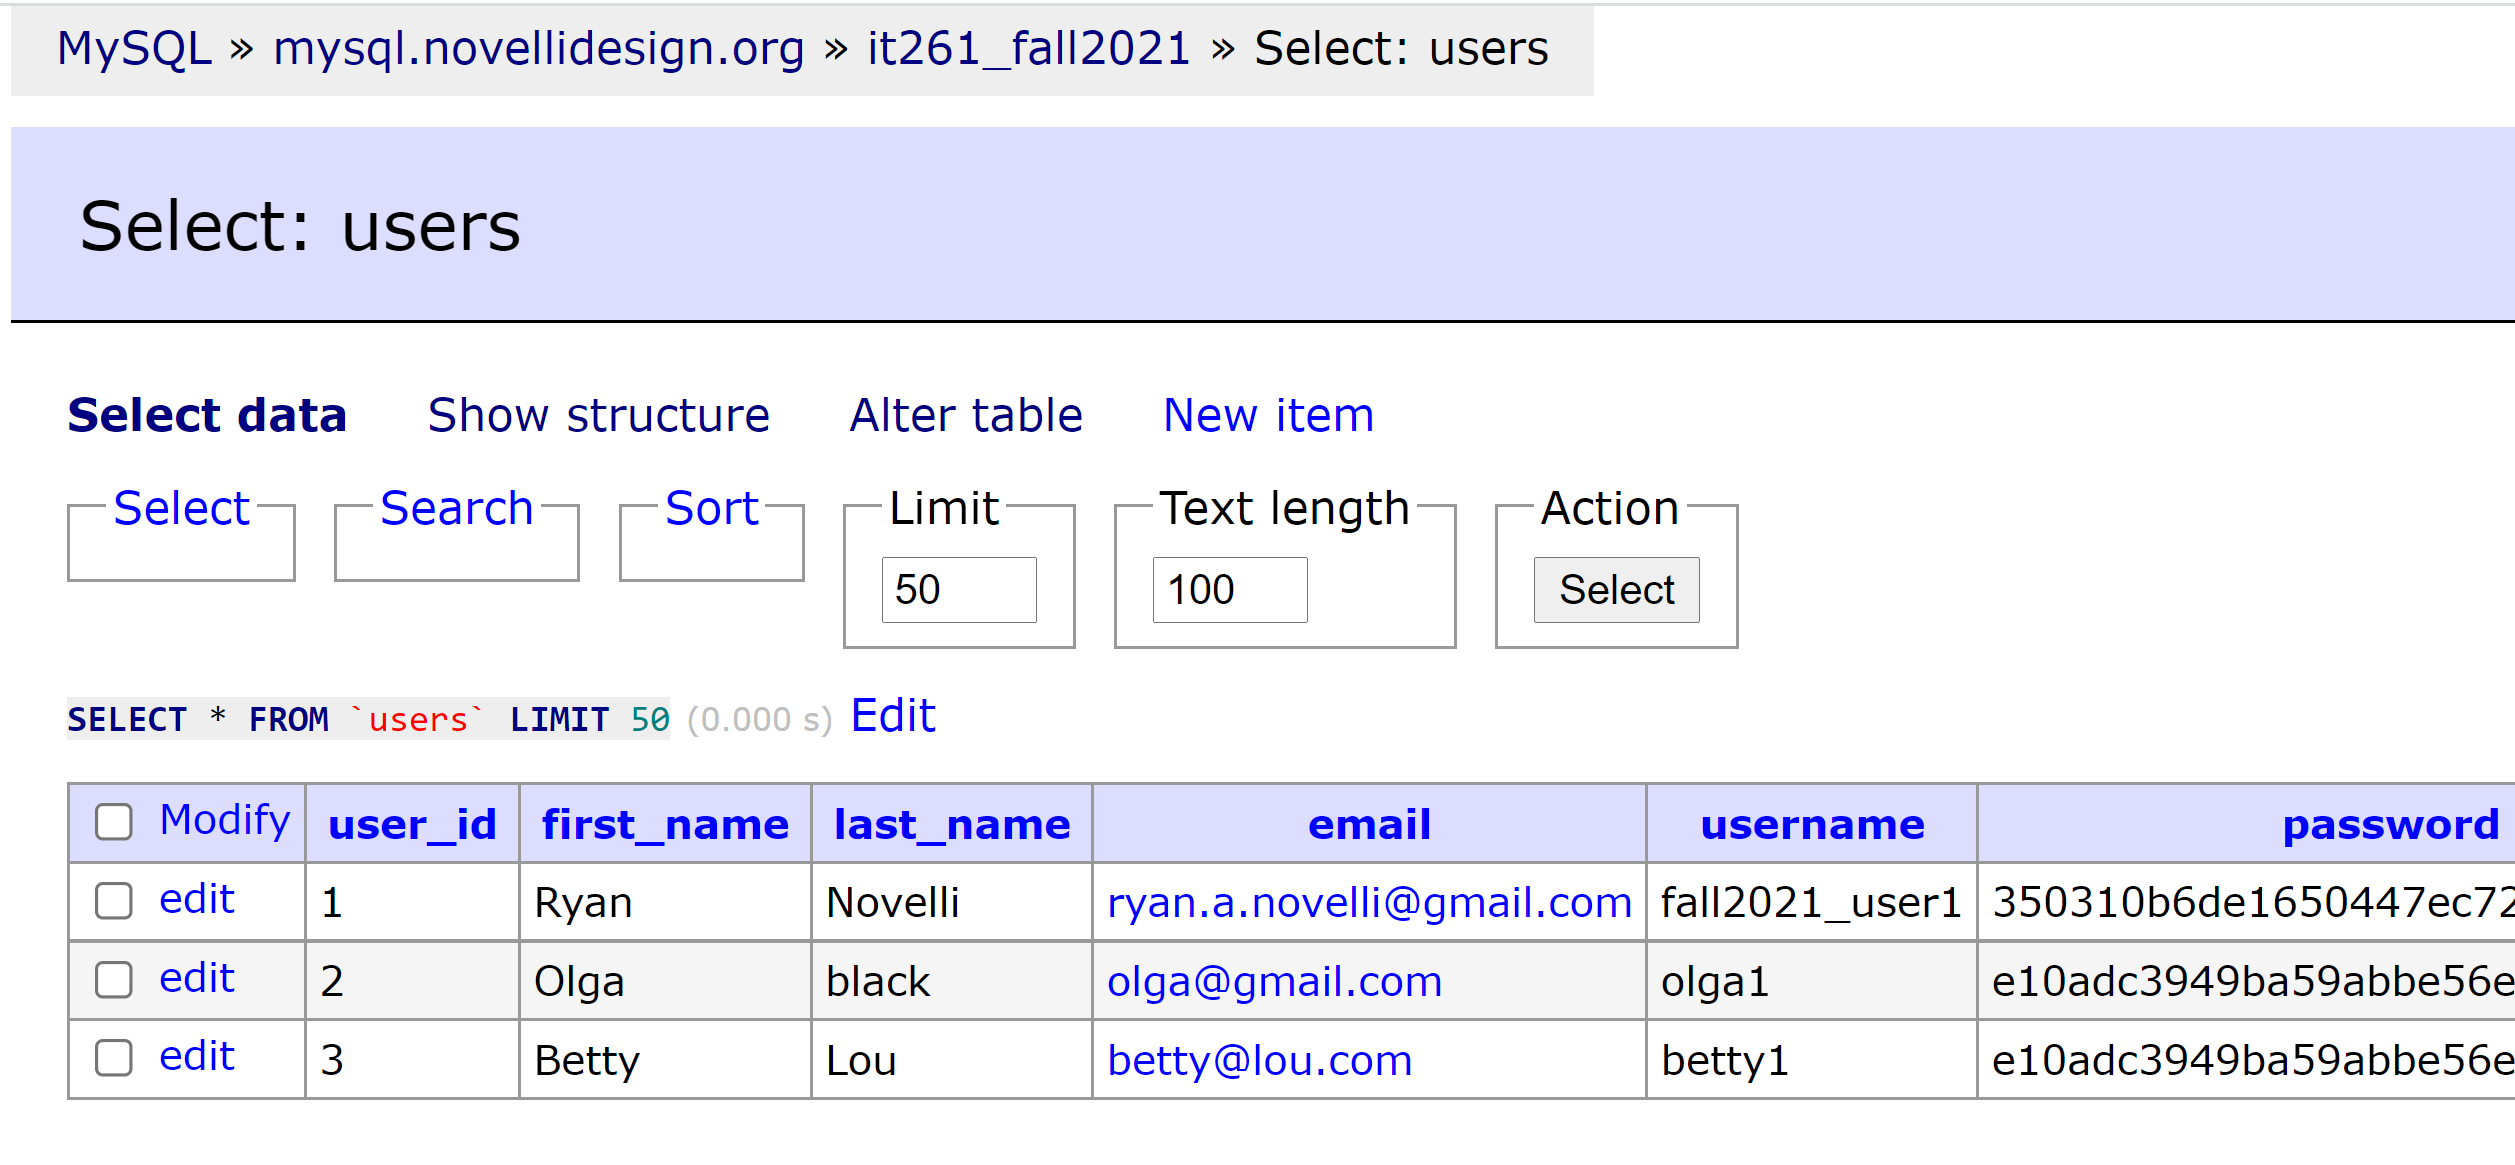 MySQL » mysql.novellidesign.org » it261_fall2021 » Select: users
Select: users
Select data Show structure Alter table New item
Select Search Sort Limit Text length Action
50 100 Select
SELECT * FROM `users` LIMIT 50 (0.000 s) Edit
Modify user_id first_name last_name email username password
edit 1 Ryan Novelli ryan.a.novelli@gmail.com fall2021_user1 350310b6de1650447ec72
edit 2 Olga black olga@gmail.com olga1 e10adc3949ba59abbe56e
edit 3 Betty Lou betty@lou.com betty1 e10adc3949ba59abbe56e